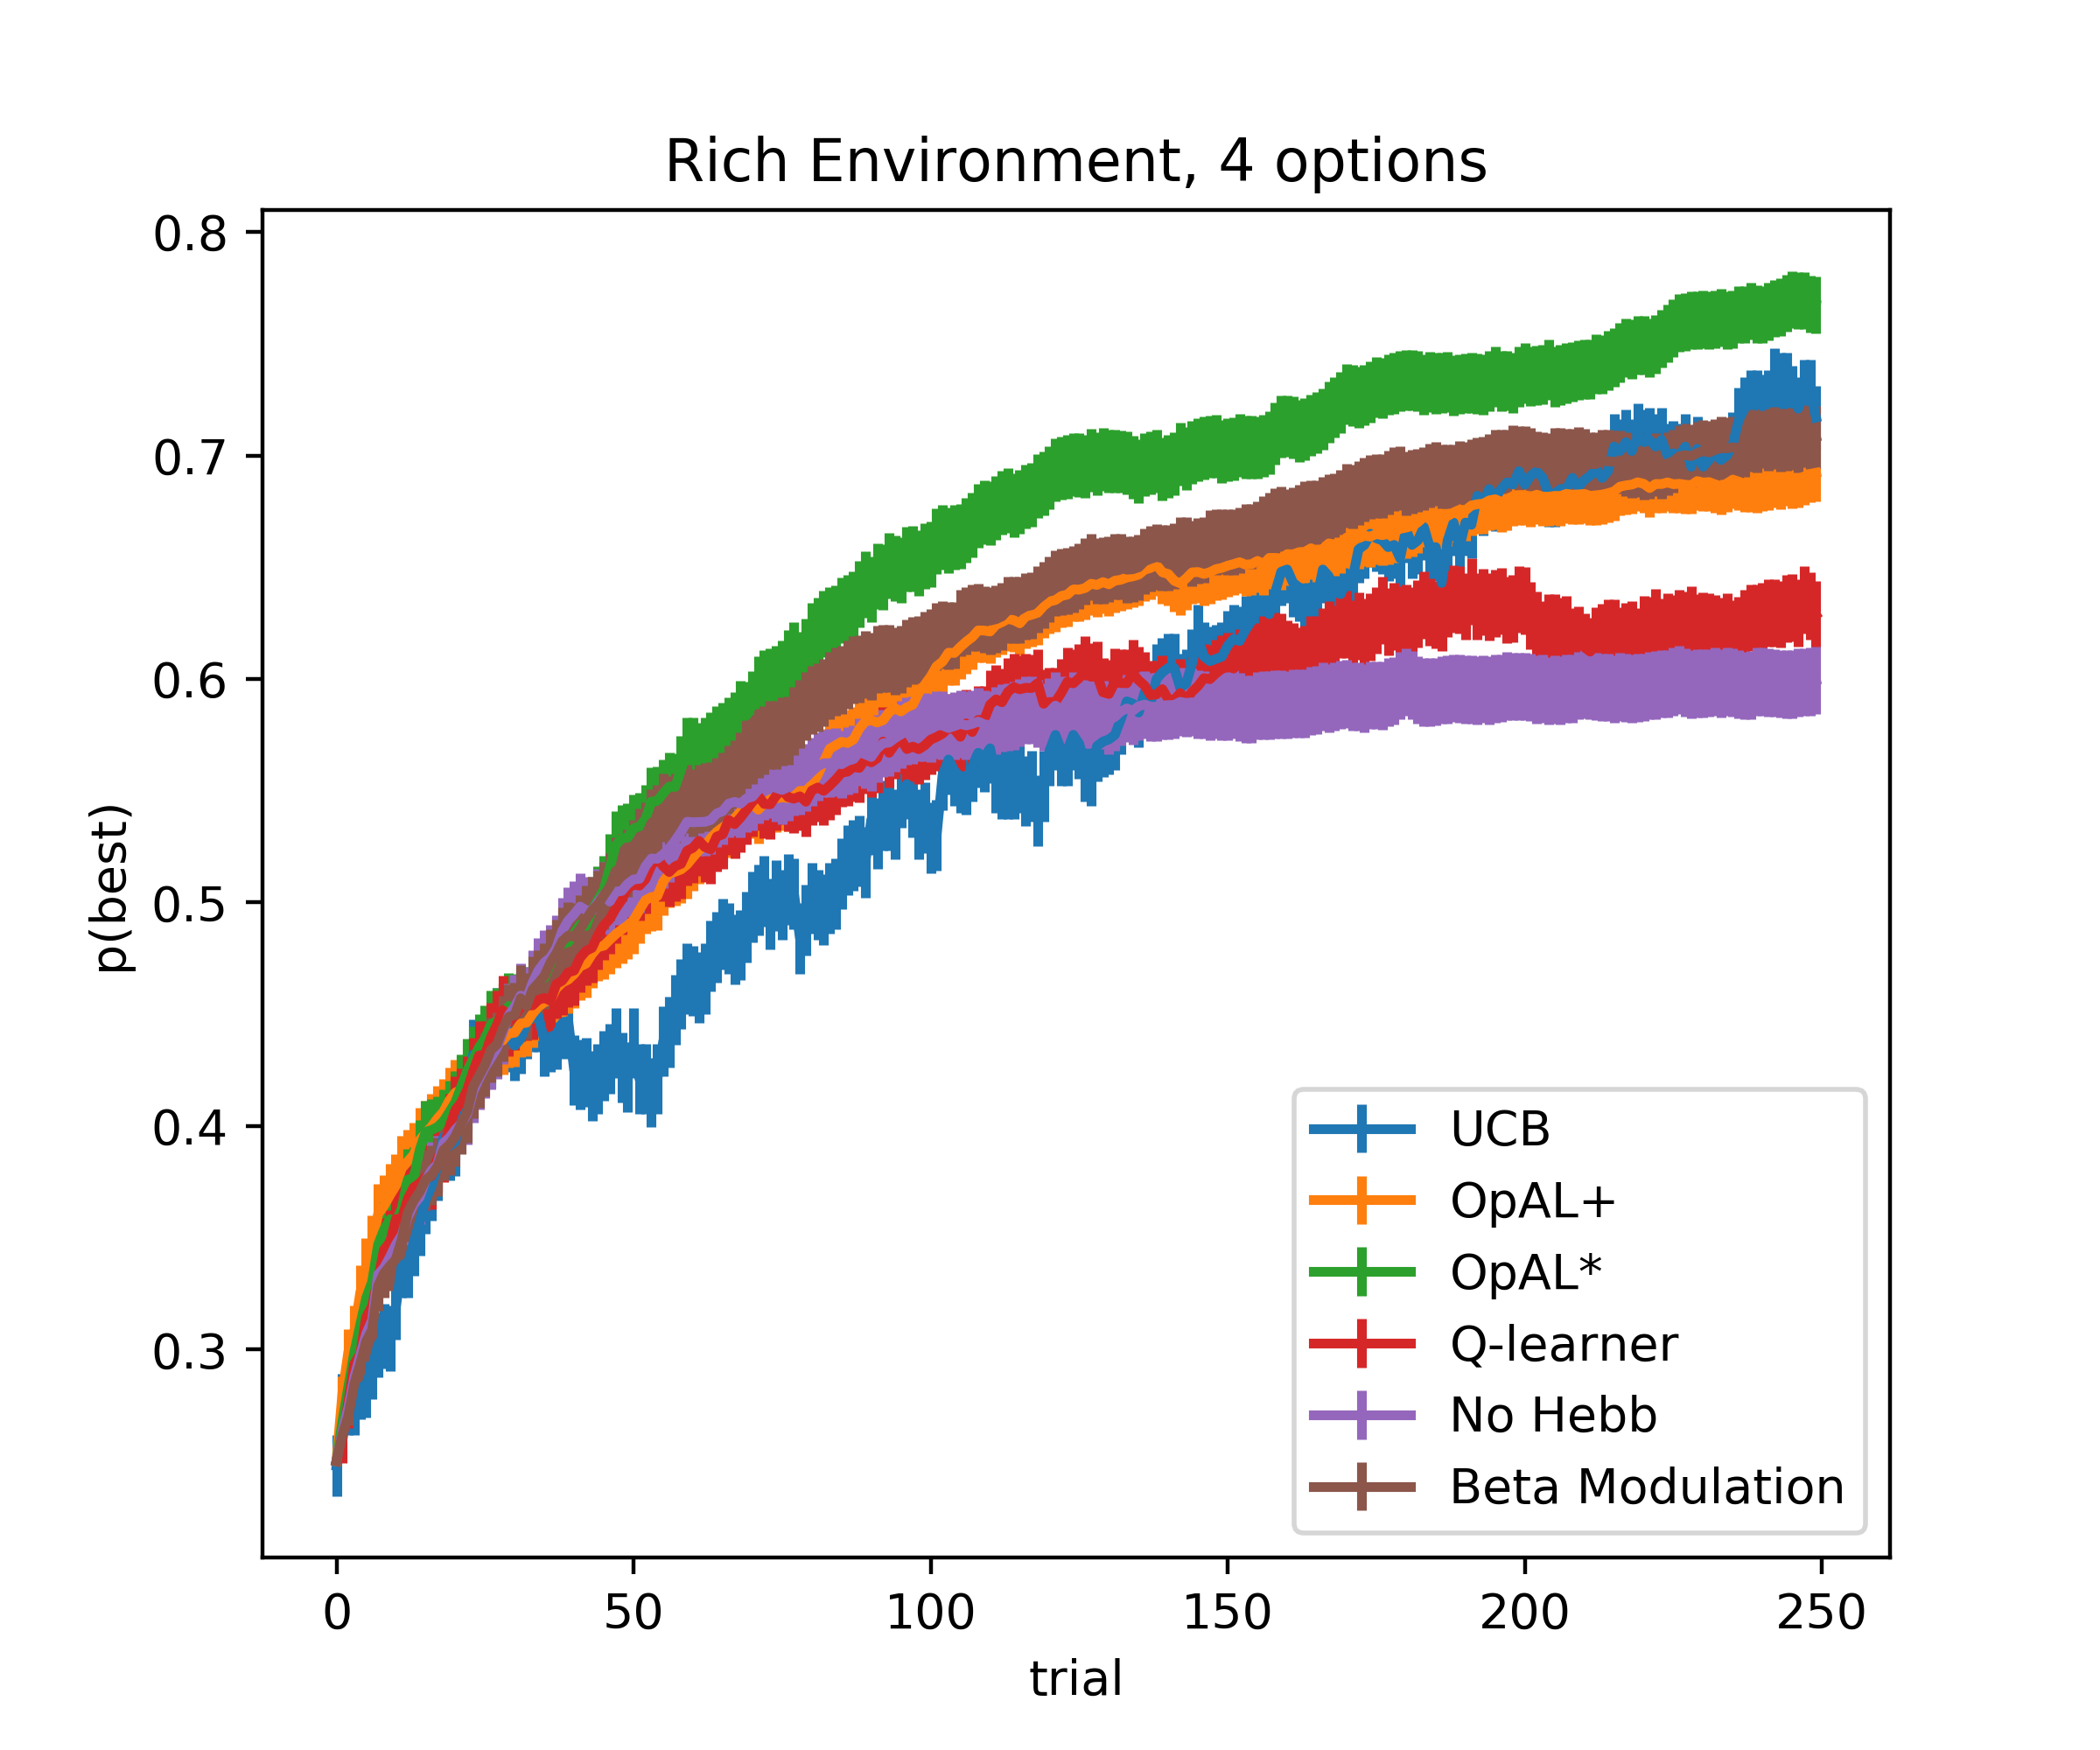 Rich Environment, 4 options
p(best)
0.8
0.7
0.6
0.5
0.4
0.3
UCB
OpAL+
OpAL*
Q-learner
No Hebb
Beta Modulation
0 50 100 150 200 250
trial